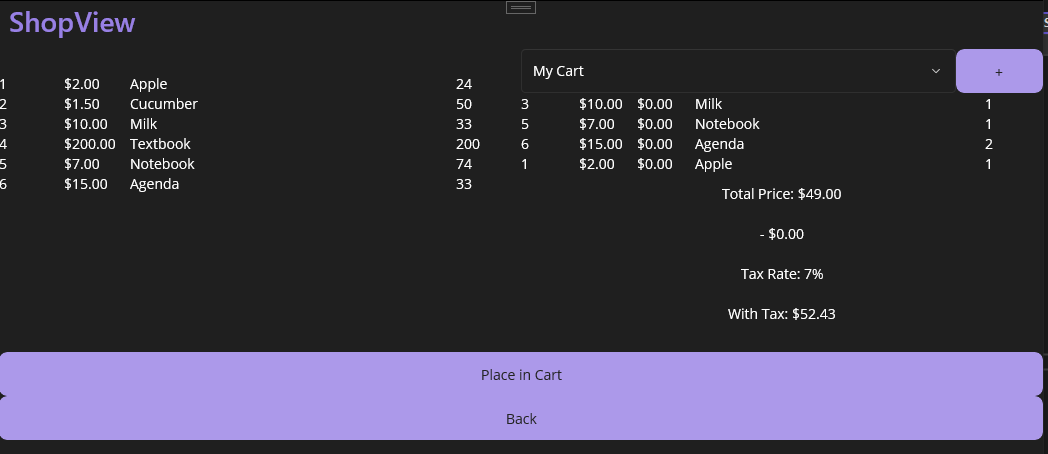 ShopView
My Cart
+
1 $2.00 Apple 24
2 $1.50 Cucumber 50
3 $10.00 Milk 33
4 $200.00 Textbook 200
5 $7.00 Notebook 74
6 $15.00 Agenda 33
3 $10.00 $0.00 Milk 1
5 $7.00 $0.00 Notebook 1
6 $15.00 $0.00 Agenda 2
1 $2.00 $0.00 Apple 1
Total Price: $49.00
- $0.00
Tax Rate: 7%
With Tax: $52.43
Place in Cart
Back